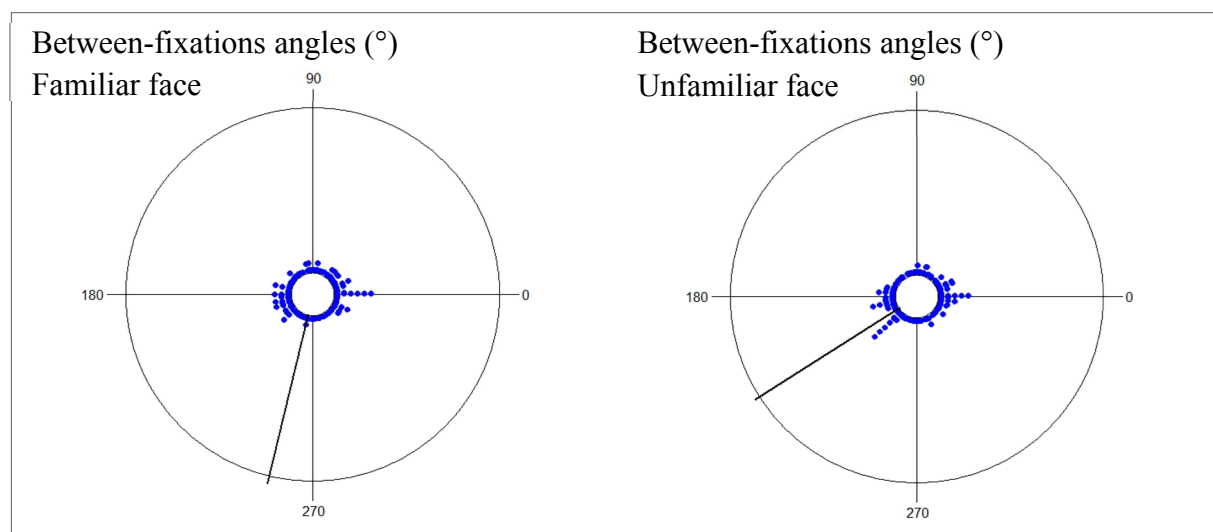 Between-fixations angles (°)
Familiar face
90
180
0
270
Between-fixations angles (°)
Unfamiliar face
90
180
0
270